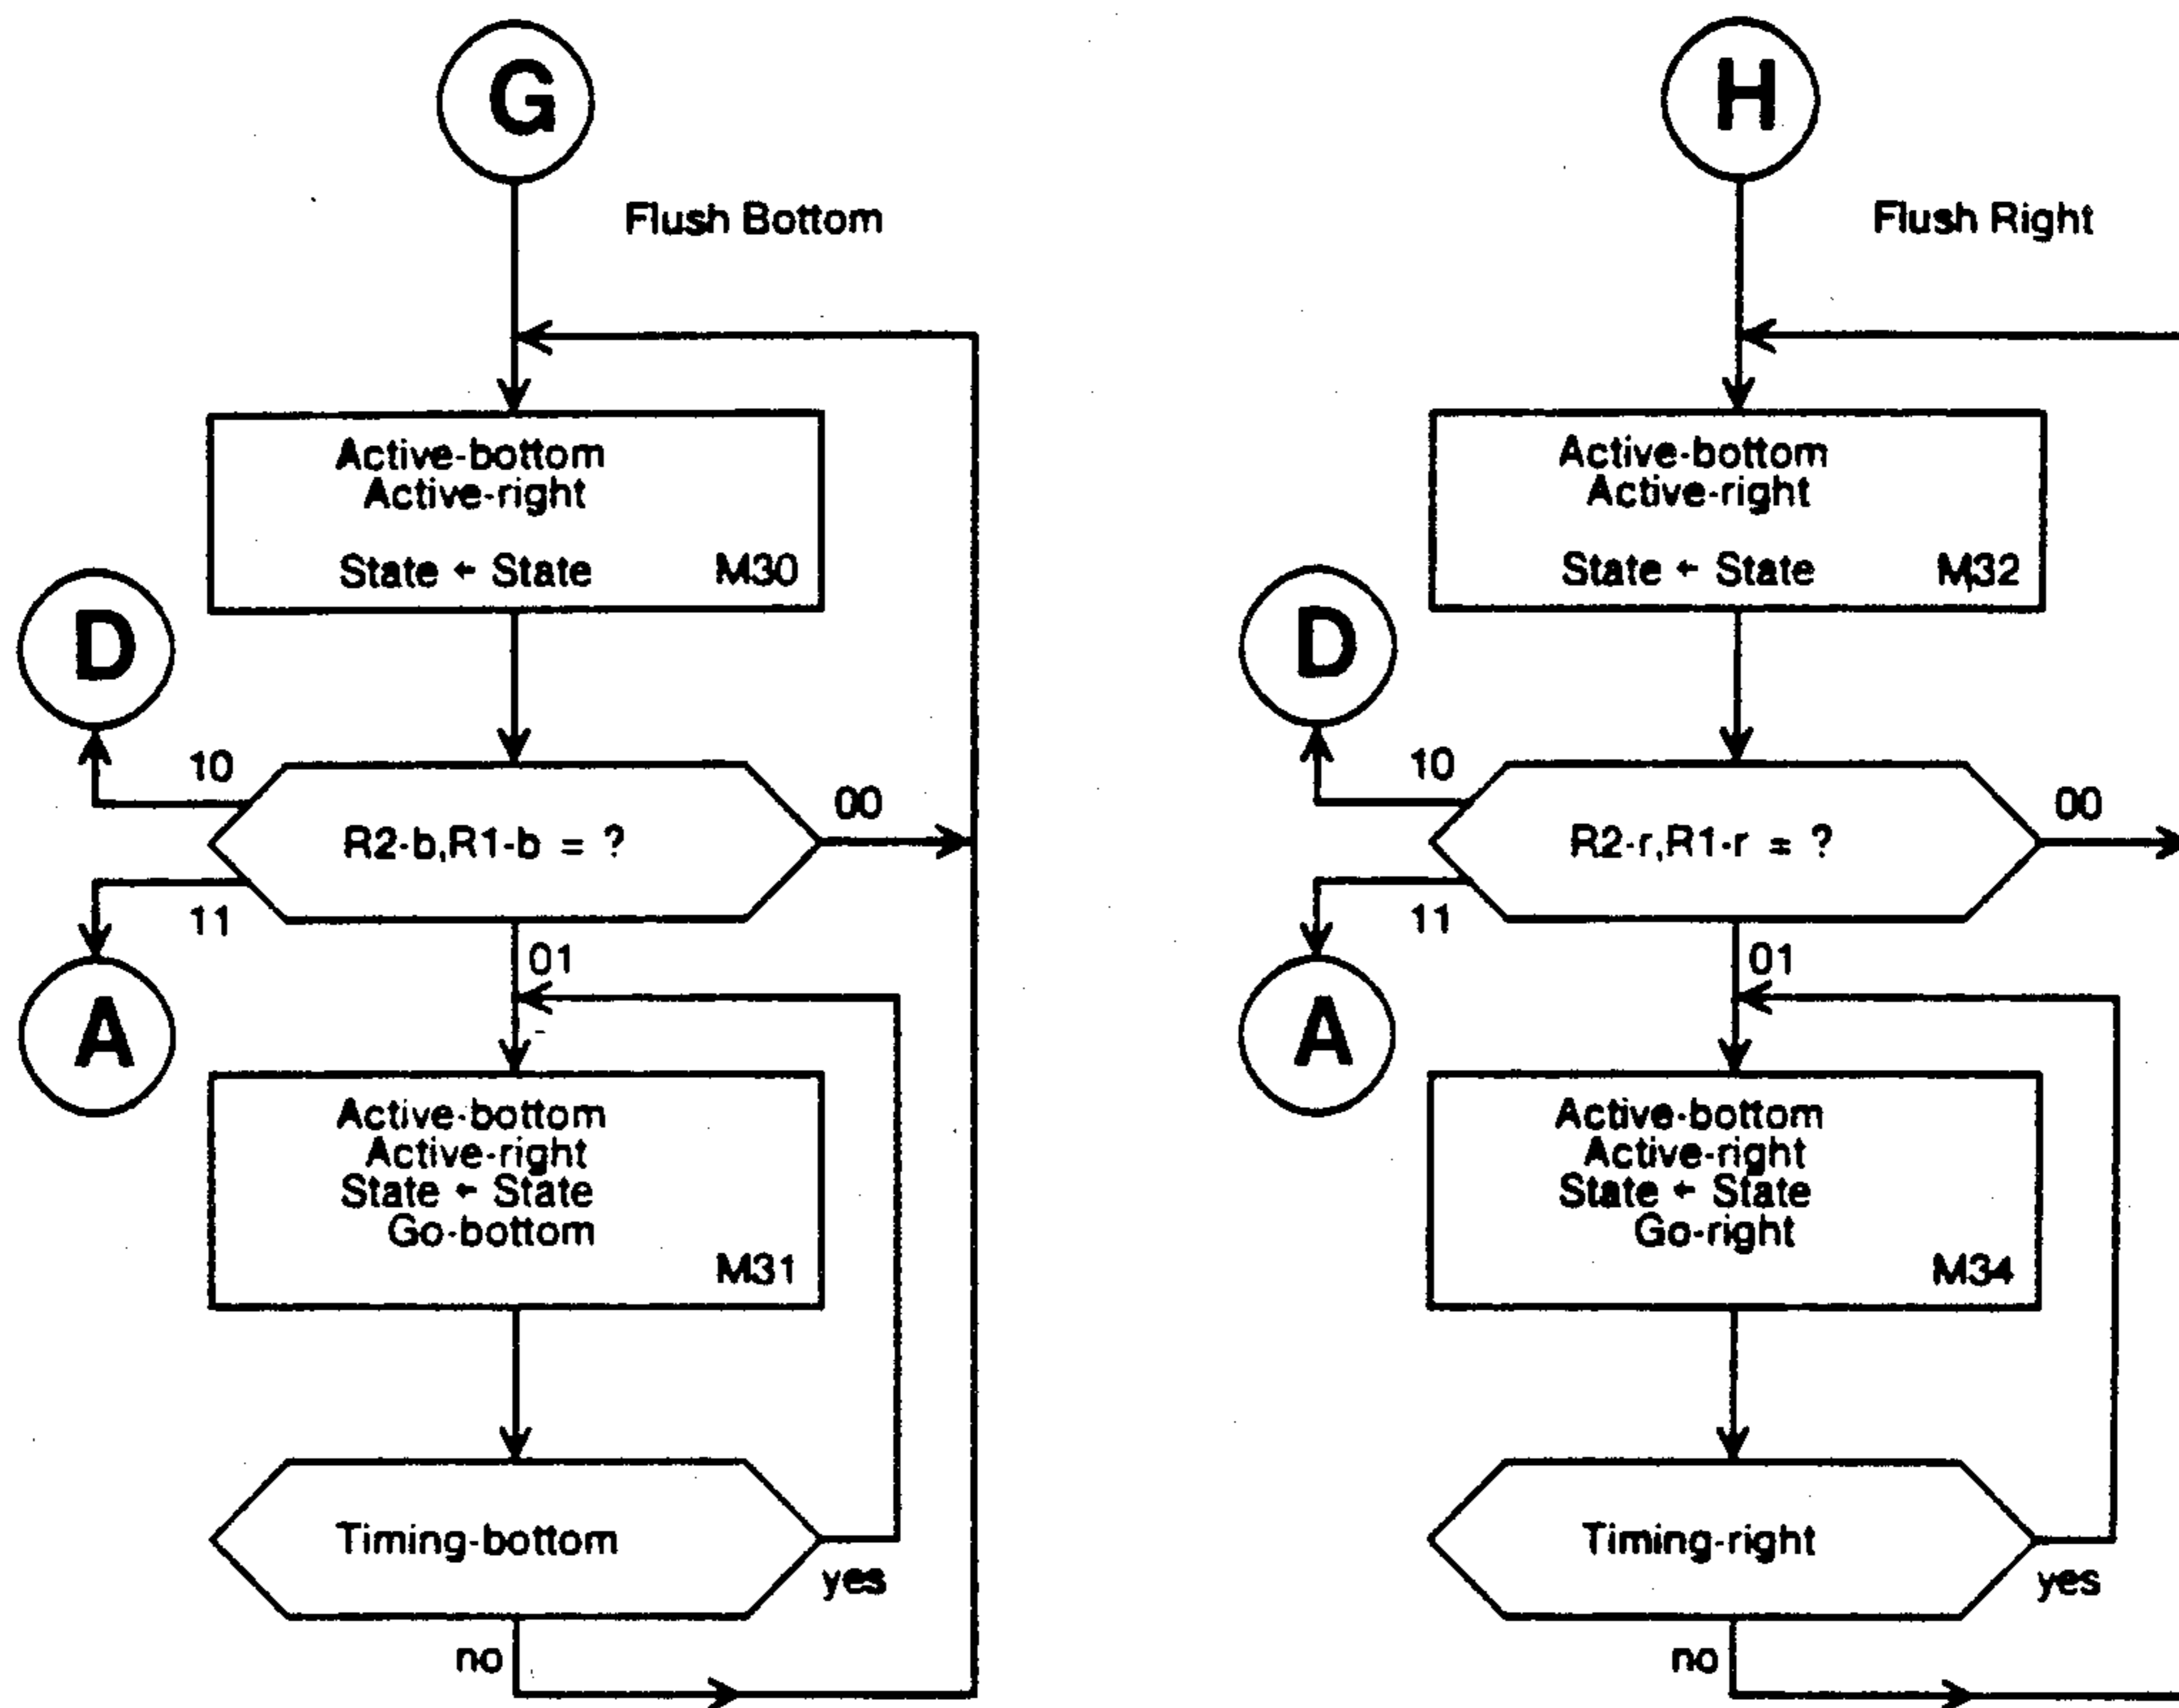 G
Flush Bottom
Active-bottom
Active-right
State ← State
M30
D
10
00
R2-b,R1-b = ?
11
01
A
Active-bottom
Active-right
State ← State
Go-bottom
M31
Timing-bottom
yes
no
H
Flush Right
Active-bottom
Active-right
State ← State
M32
D
10
00
R2-r,R1-r = ?
11
01
A
Active-bottom
Active-right
State ← State
Go-right
M34
Timing-right
yes
no